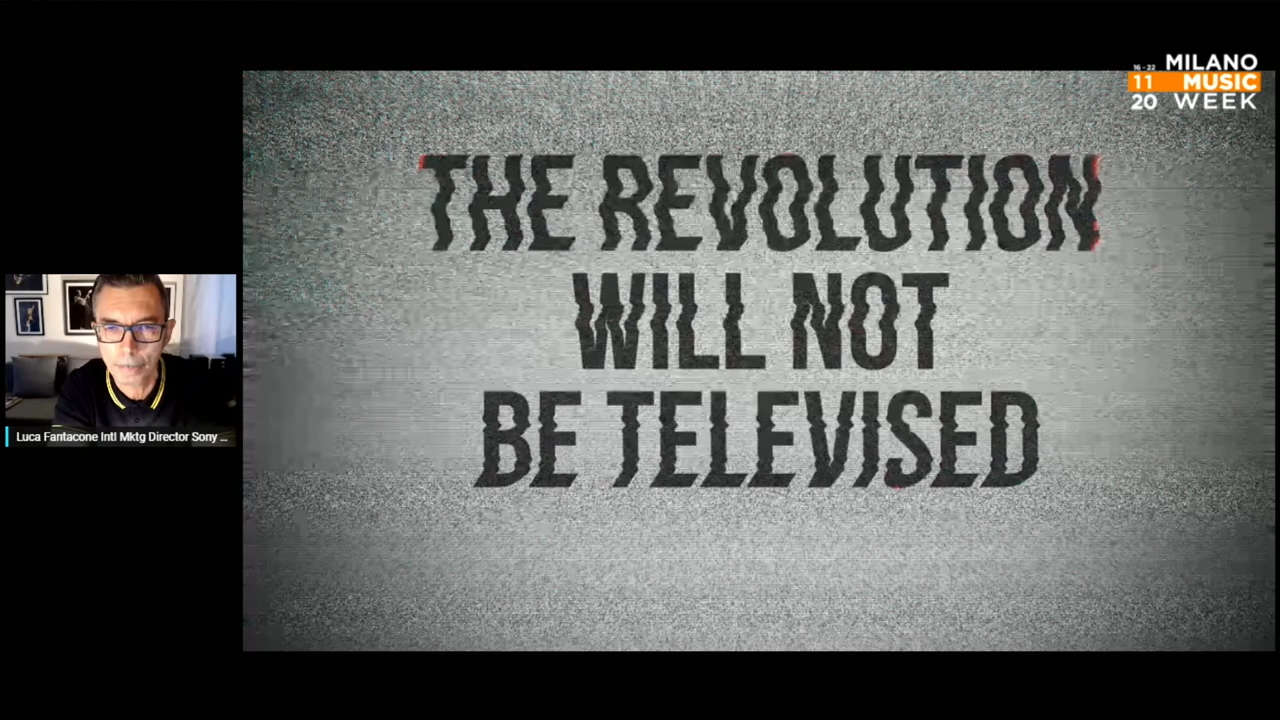 16 - 22 MILANO
11 MUSIC
20 WEEK
THE REVOLUTION
WILL NOT
BE TELEVISED
Luca Fantacone Intl Mktg Director Sony ...